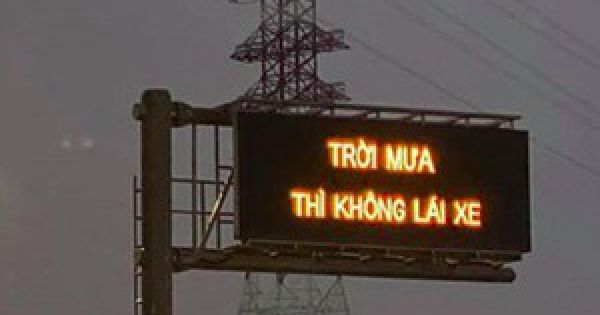 TRỜI MƯA
THÌ KHÔNG LÁI XE